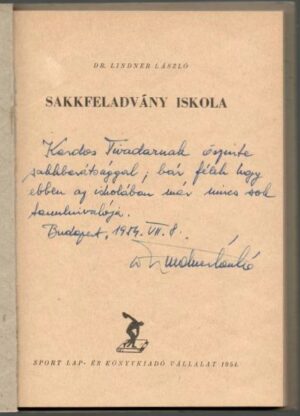 DR. LINDNER LÁSZLÓ
SAKKFELADVÁNY ISKOLA
Kardos Tivadarnak őszinte
sakkbarátsággal, bár félek hogy
ebben az iskolában már nincs sok
tanulnivalója.
Budapest, 1954. VII. 8.
Lindner László
SPORT LAP- ÉS KÖNYVKIADÓ VÁLLALAT 1954.